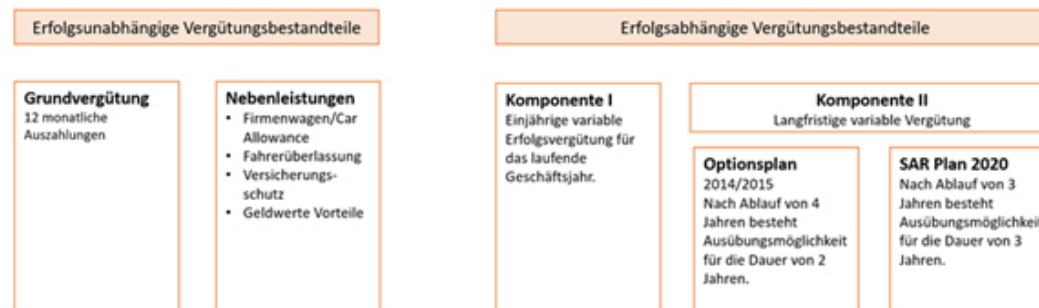 Erfolgsunabhängige Vergütungsbestandteile
Erfolgsabhängige Vergütungsbestandteile
Grundvergütung
12 monatliche
Auszahlungen
Nebenleistungen
• Firmenwagen/Car
Allowance
• Fahrerüberlassung
• Versicherungs-
schutz
• Geldwerte Vorteile
Komponente I
Einjährige variable
Erfolgsvergütung für
das laufende
Geschäftsjahr.
Komponente II
Langfristige variable Vergütung
Optionsplan
2014/2015
Nach Ablauf von 4
Jahren besteht
Ausübungsmöglichkeit
für die Dauer von 2
Jahren.
SAR Plan 2020
Nach Ablauf von 3
Jahren besteht
Ausübungsmöglichkeit
für die Dauer von 3
Jahren.